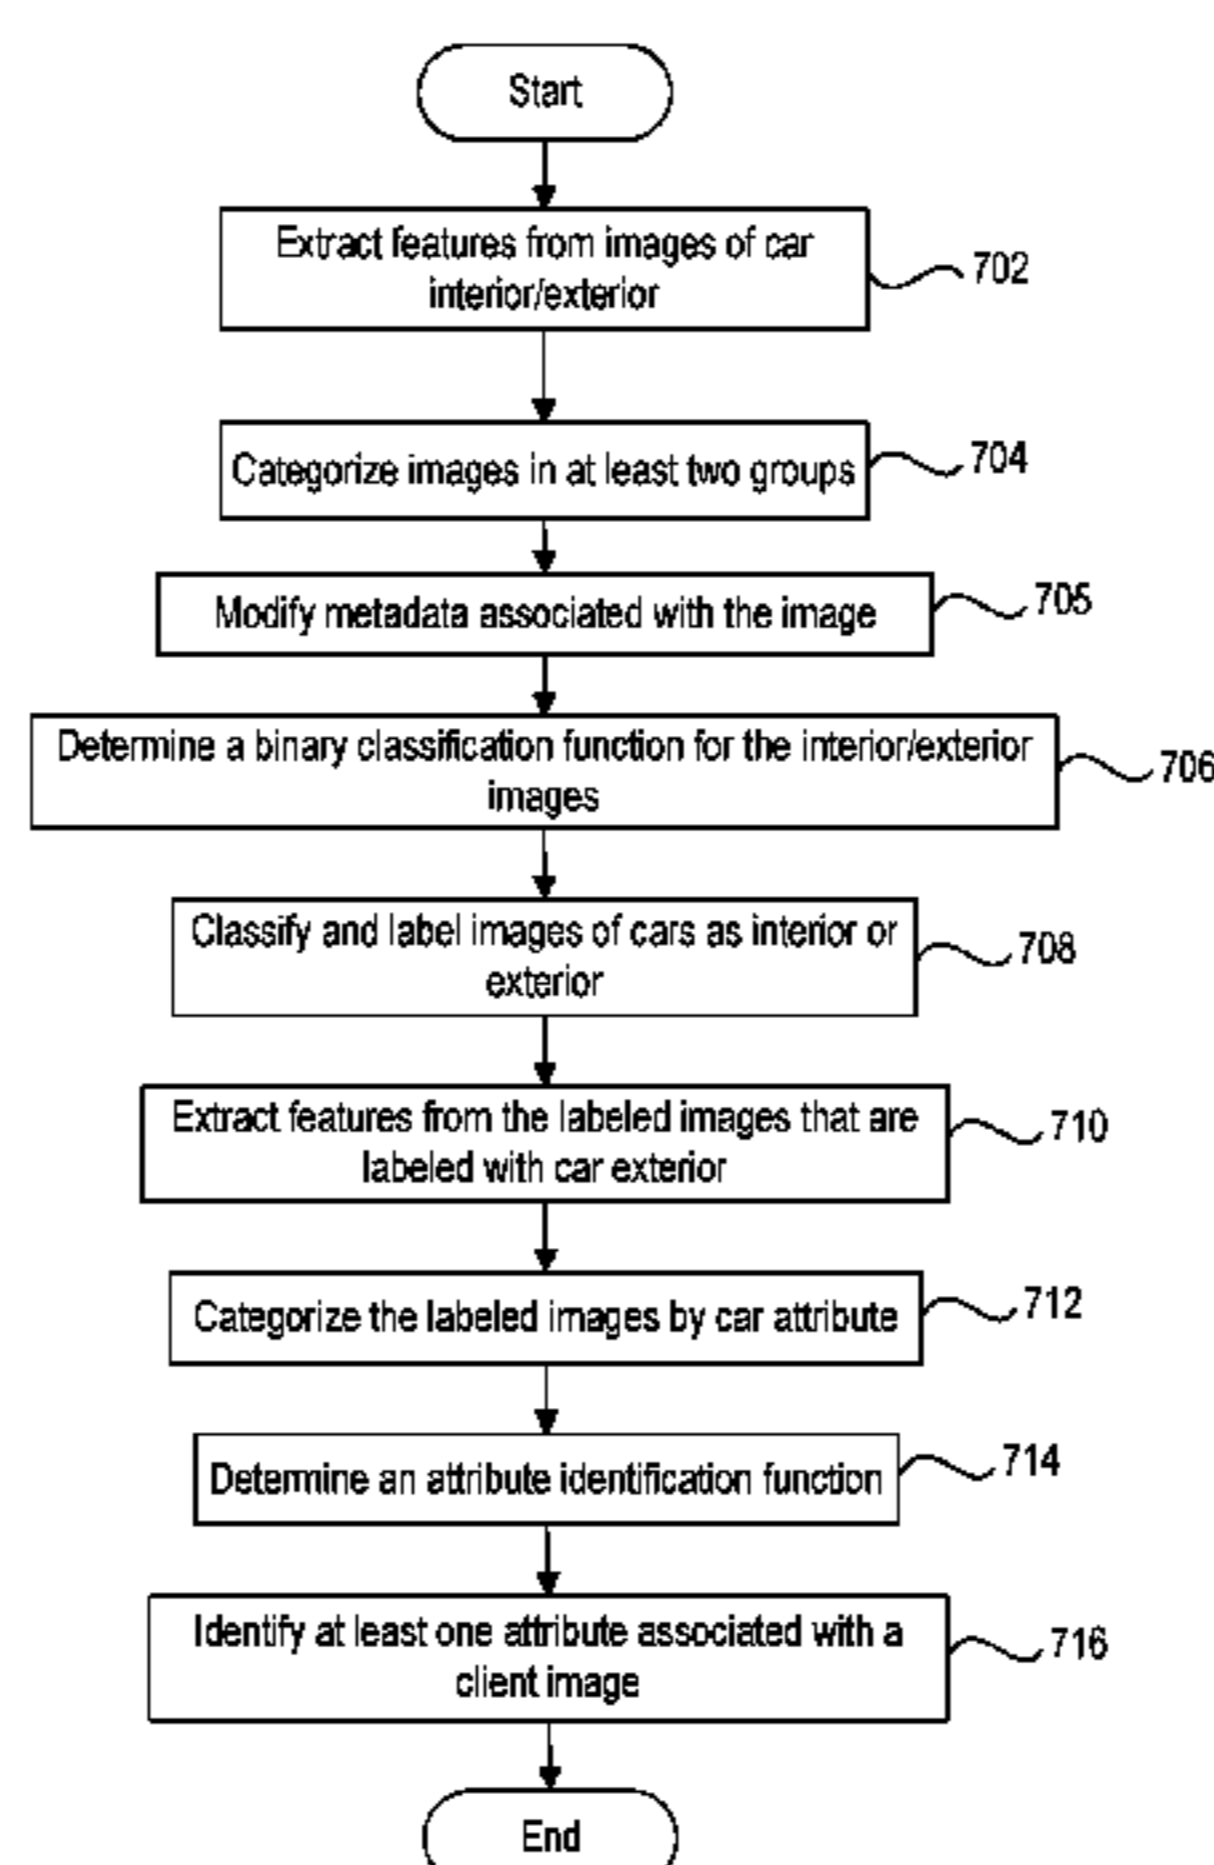 Start
Extract features from images of car
interior/exterior
702
Categorize images in at least two groups
704
Modify metadata associated with the image
705
Determine a binary classification function for the interior/exterior
images
706
Classify and label images of cars as interior or
exterior
708
Extract features from the labeled images that are
labeled with car exterior
710
Categorize the labeled images by car attribute
712
Determine an attribute identification function
714
Identify at least one attribute associated with a
client image
716
End